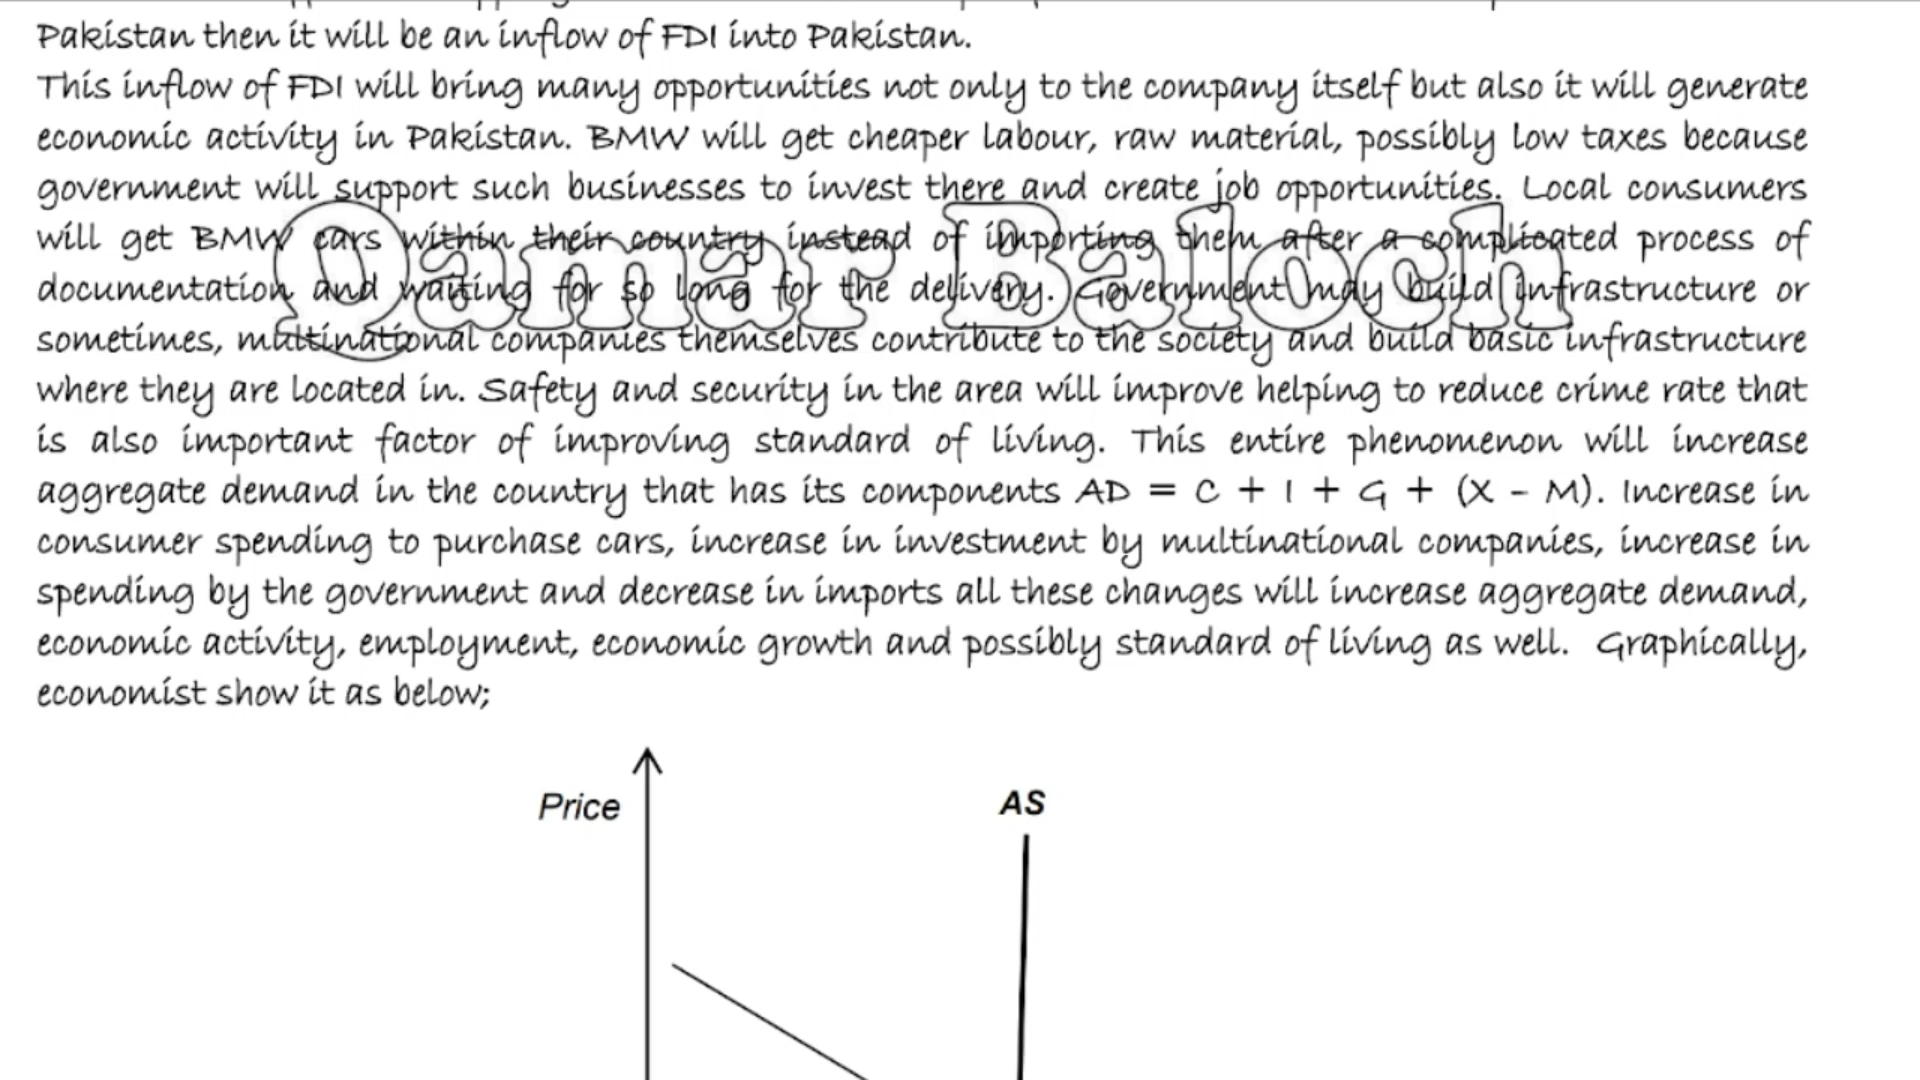 Pakistan then it will be an inflow of FDI into Pakistan.
This inflow of FDI will bring many opportunities not only to the company itself but also it will generate
economic activity in Pakistan. BMW will get cheaper labour, raw material, possibly low taxes because
government will support such businesses to invest there and create job opportunities. Local consumers
will get BMW cars within their country instead of importing them after a complicated process of
documentation and waiting for so long for the delivery. Government may build infrastructure or
sometimes, multinational companies themselves contribute to the society and build basic infrastructure
where they are located in. Safety and security in the area will improve helping to reduce crime rate that
is also important factor of improving standard of living. This entire phenomenon will increase
aggregate demand in the country that has its components AD = C + I + G + (X - M). Increase in
consumer spending to purchase cars, increase in investment by multinational companies, increase in
spending by the government and decrease in imports all these changes will increase aggregate demand,
economic activity, employment, economic growth and possibly standard of living as well. Graphically,
economist show it as below;
Qamar Baloch
Price
AS